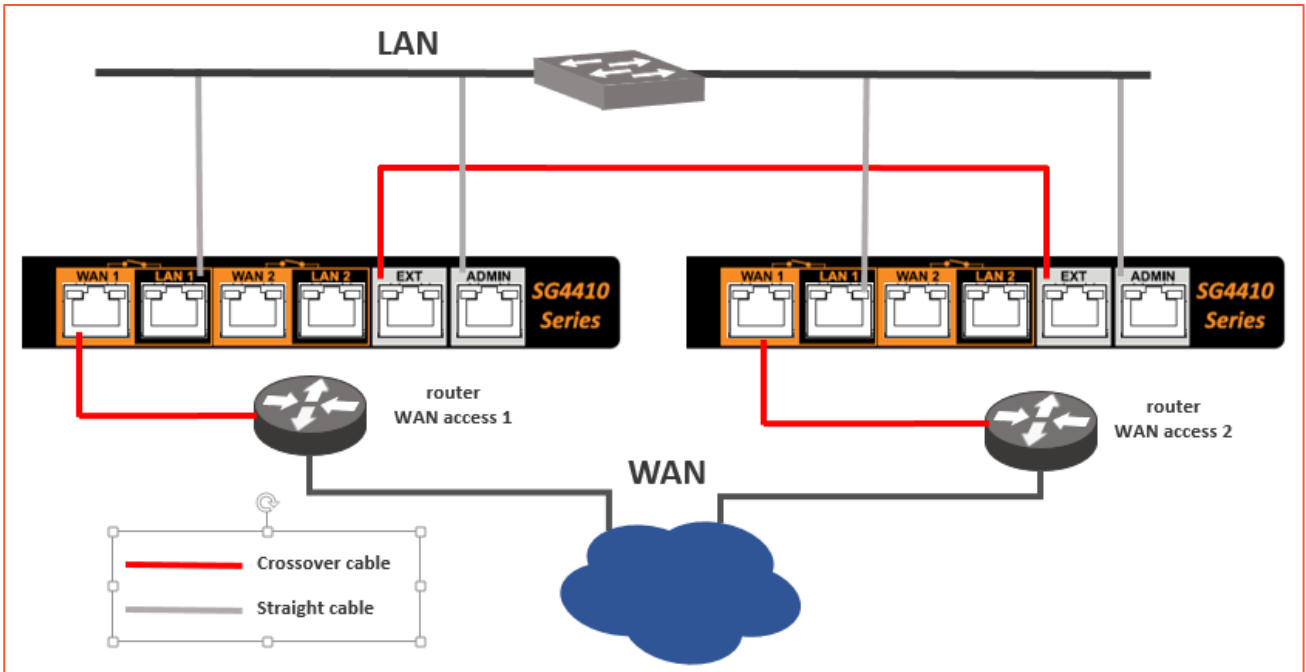 LAN
WAN 1 LAN 1 WAN 2 LAN 2 EXT ADMIN
SG4410
Series
WAN 1 LAN 1 WAN 2 LAN 2 EXT ADMIN
SG4410
Series
router
WAN access 1
router
WAN access 2
WAN
Crossover cable
Straight cable